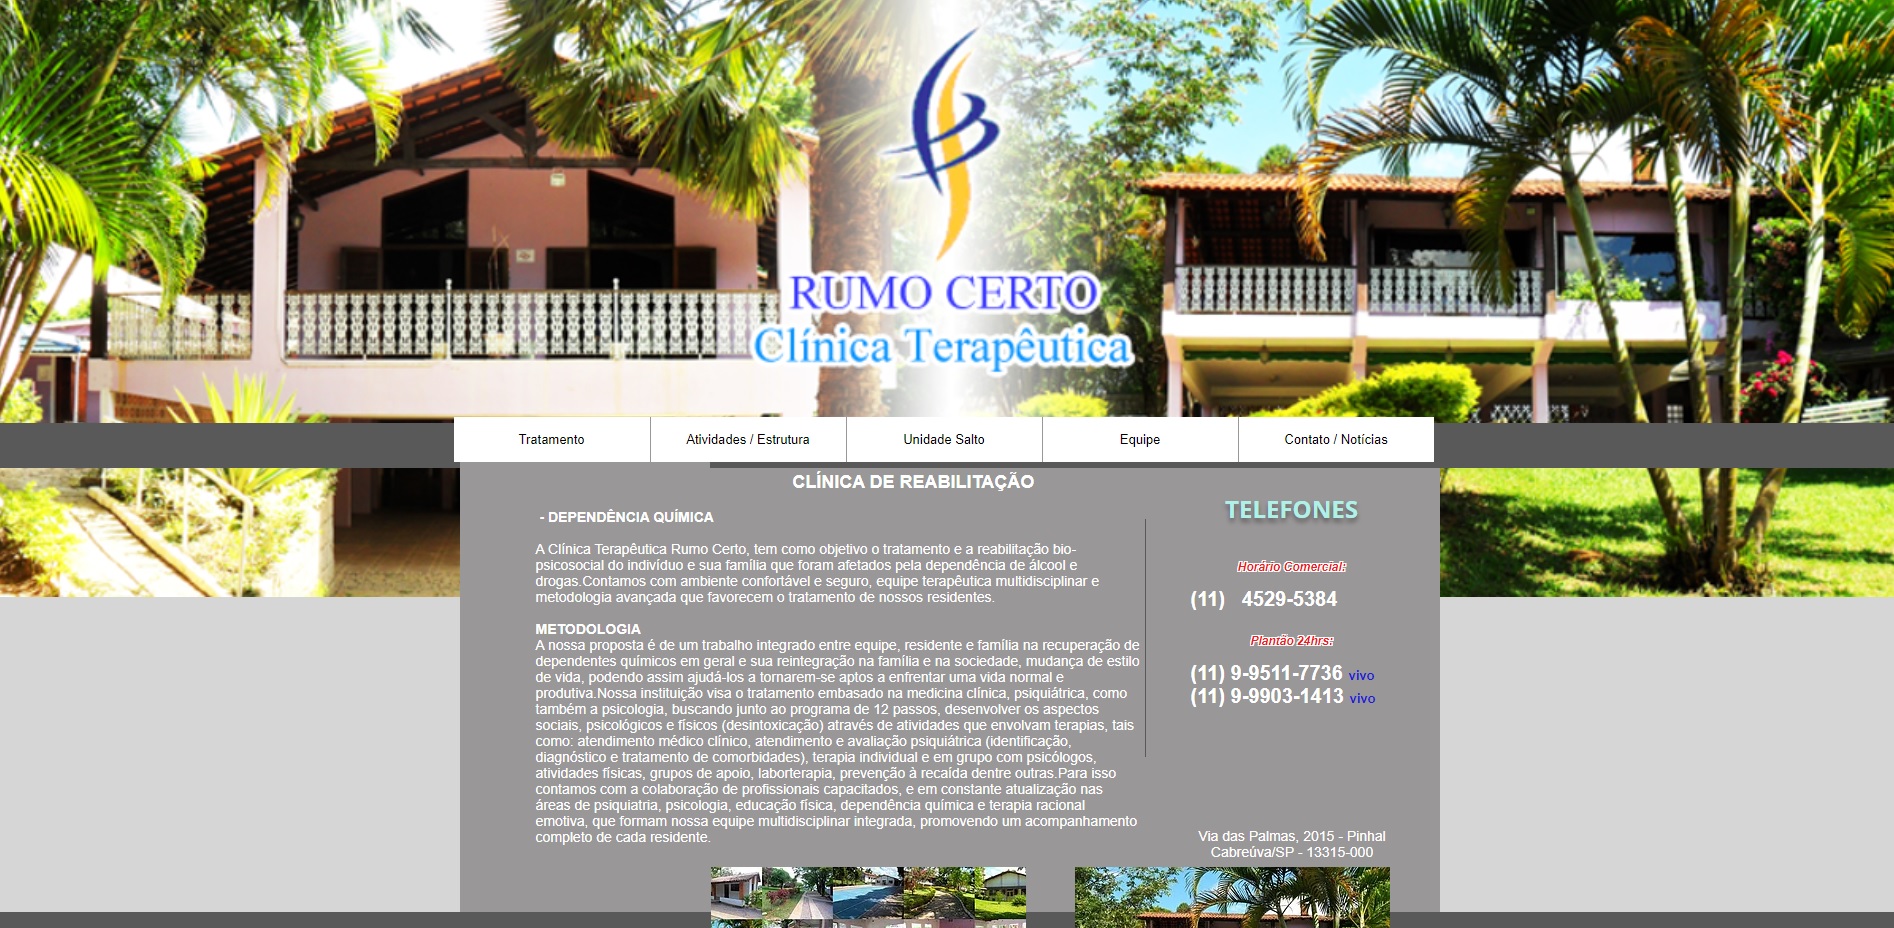 RUMO CERTO
Clínica Terapêutica
Tratamento
Atividades / Estrutura
Unidade Salto
Equipe
Contato / Notícias
CLÍNICA DE REABILITAÇÃO
- DEPENDÊNCIA QUÍMICA
A Clínica Terapêutica Rumo Certo, tem como objetivo o tratamento e a reabilitação bio-
psicosocial do indivíduo e sua família que foram afetados pela dependência de álcool e
drogas.Contamos com ambiente confortável e seguro, equipe terapêutica multidisciplinar e
metodologia avançada que favorecem o tratamento de nossos residentes.
METODOLOGIA
A nossa proposta é de um trabalho integrado entre equipe, residente e família na recuperação de
dependentes químicos em geral e sua reintegração na família e na sociedade, mudança de estilo
de vida, podendo assim ajudá-los a tornarem-se aptos a enfrentar uma vida normal e
produtiva.Nossa instituição visa o tratamento embasado na medicina clínica, psiquiátrica, como
também a psicologia, buscando junto ao programa de 12 passos, desenvolver os aspectos
sociais, psicológicos e físicos (desintoxicação) através de atividades que envolvam terapias, tais
como: atendimento médico clínico, atendimento e avaliação psiquiátrica (identificação,
diagnóstico e tratamento de comorbidades), terapia individual e em grupo com psicólogos,
atividades físicas, grupos de apoio, laborterapia, prevenção à recaída dentre outras.Para isso
contamos com a colaboração de profissionais capacitados, e em constante atualização nas
áreas de psiquiatria, psicologia, educação física, dependência química e terapia racional
emotiva, que formam nossa equipe multidisciplinar integrada, promovendo um acompanhamento
completo de cada residente.
TELEFONES
Horário Comercial:
(11) 4529-5384
Plantão 24hrs:
(11) 9-9511-7736 vivo
(11) 9-9903-1413 vivo
Via das Palmas, 2015 - Pinhal
Cabreúva/SP - 13315-000